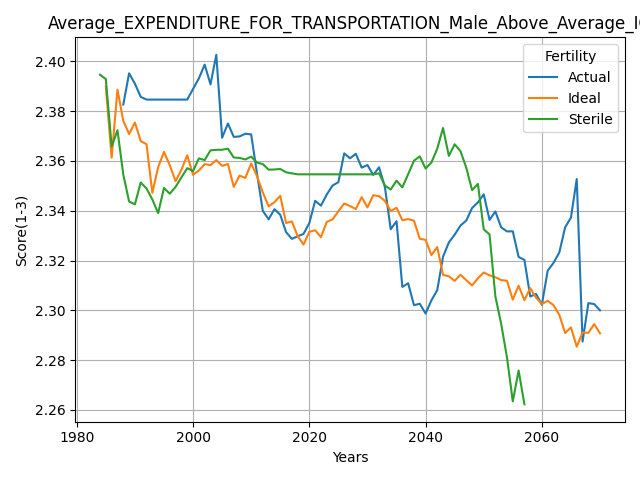 Average_EXPENDITURE_FOR_TRANSPORTATION_Male_Above_Average_I
Fertility
Actual
Ideal
Sterile
Score(1-3)
2.40
2.38
2.36
2.34
2.32
2.30
2.28
2.26
1980
2000
2020
2040
2060
Years